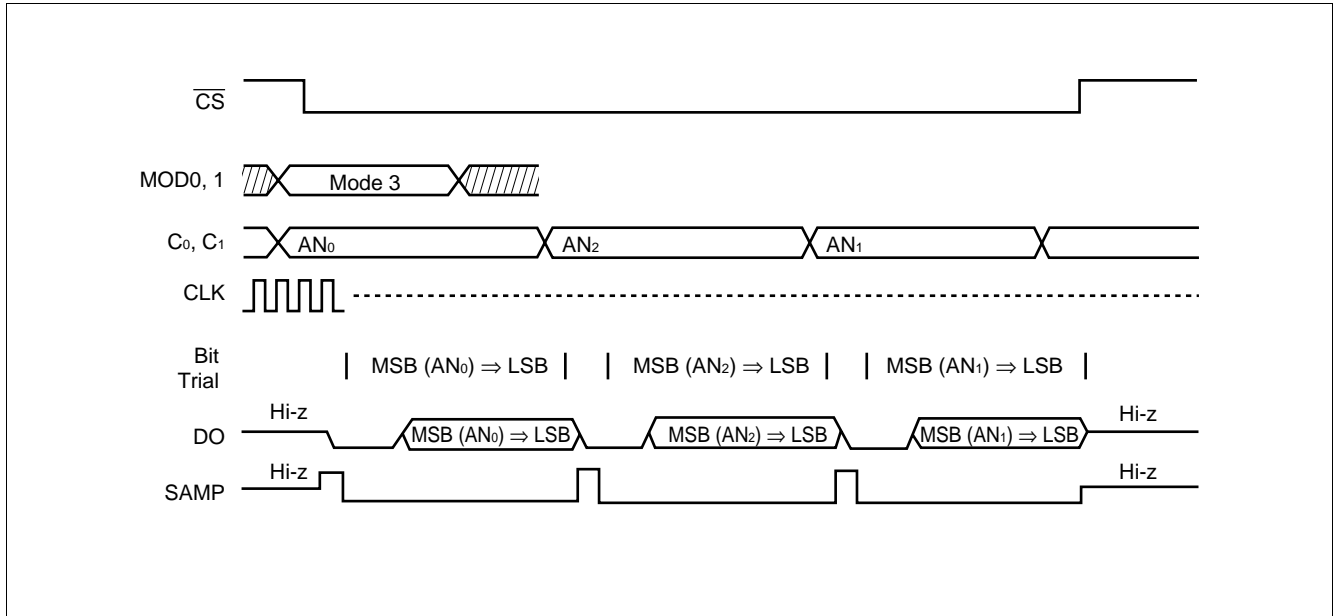 CS
MOD0, 1 Mode 3
C₀, C₁ AN₀ AN₂ AN₁
CLK
Bit Trial MSB (AN₀) ⇒ LSB MSB (AN₂) ⇒ LSB MSB (AN₁) ⇒ LSB
DO Hi-z MSB (AN₀) ⇒ LSB MSB (AN₂) ⇒ LSB MSB (AN₁) ⇒ LSB Hi-z
SAMP Hi-z Hi-z